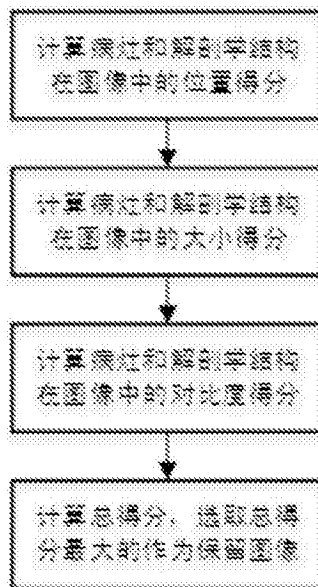 计算病灶和解剖学结构
在图像中的位置得分
计算病灶和解剖学结构
在图像中的大小得分
计算病灶和解剖学结构
在图像中的对比度得分
计算总得分，选取总得
分最大的作为保留图像